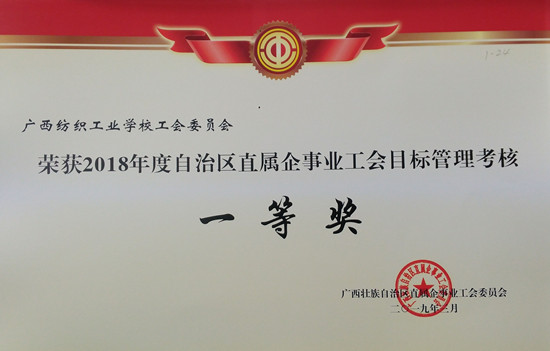 1-24
广西纺织工业学校工会委员会
荣获2018年度自治区直属企事业工会目标管理考核
一等奖
广西壮族自治区直属企事业工会委员会
二〇一九年三月